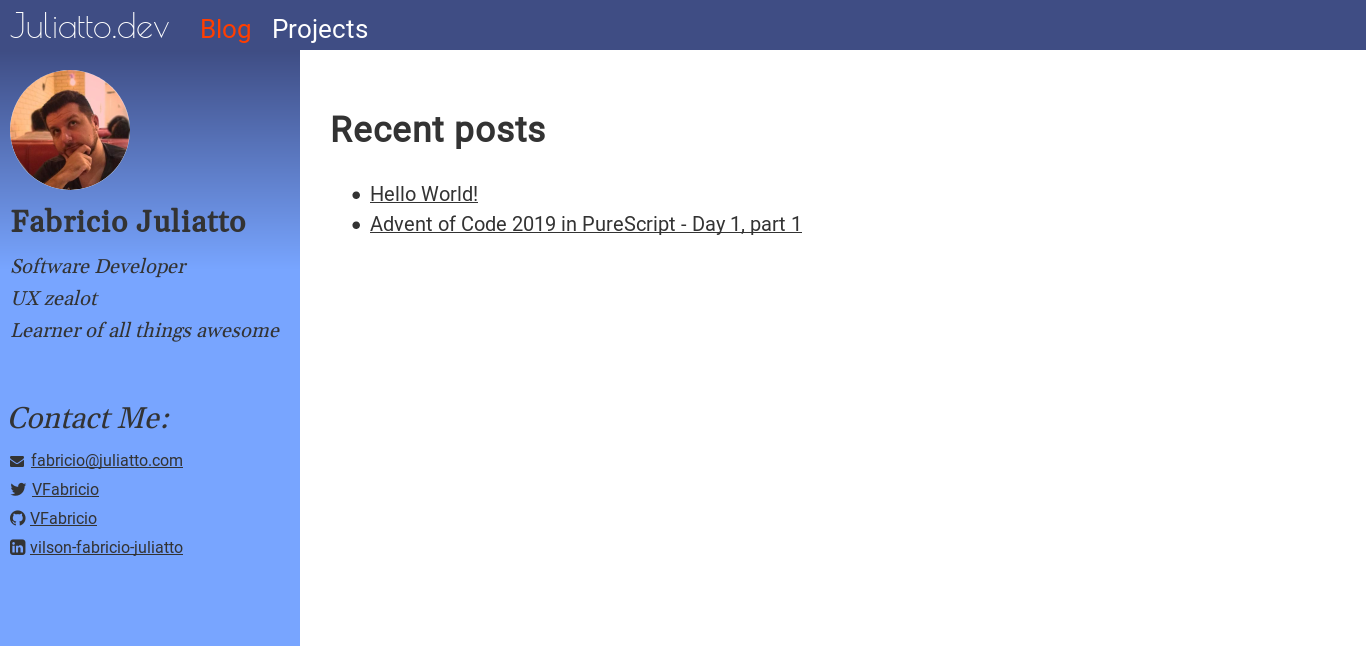 Juliatto.dev Blog Projects
Fabricio Juliatto
Software Developer
UX zealot
Learner of all things awesome
Contact Me:
fabricio@juliatto.com
VFabricio
VFabricio
vilson-fabricio-juliatto
Recent posts
Hello World!
Advent of Code 2019 in PureScript - Day 1, part 1